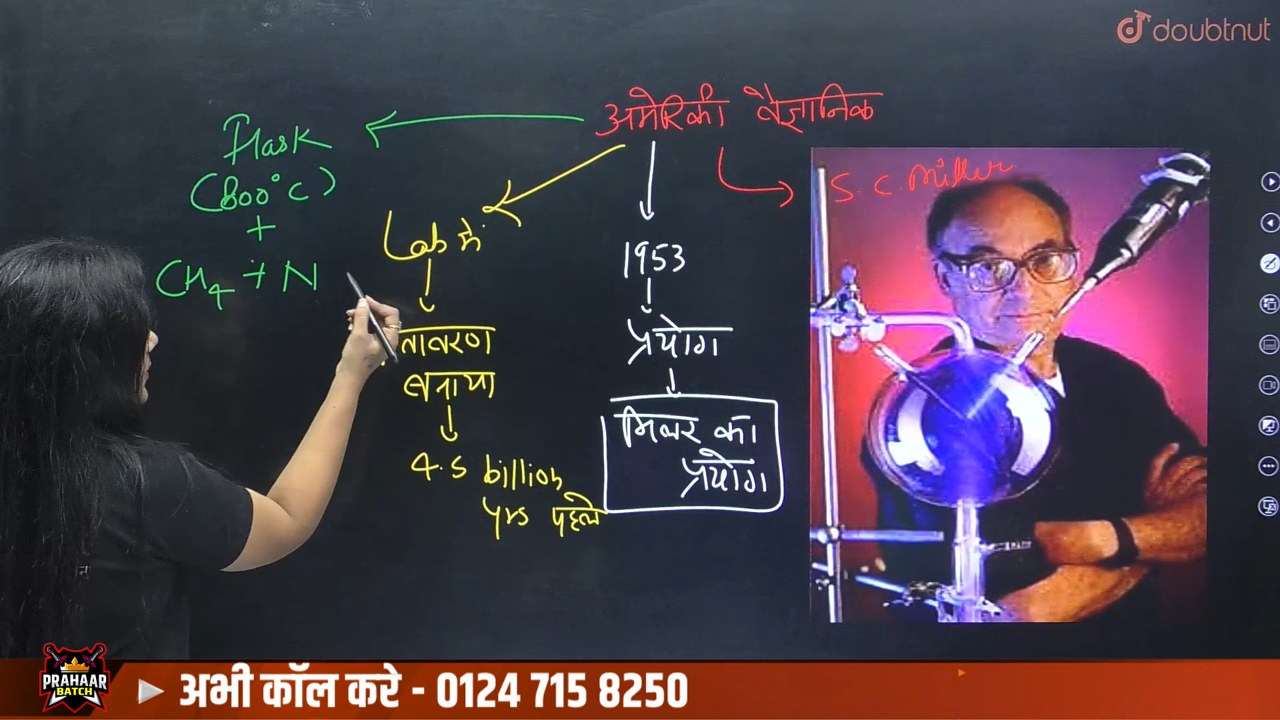 doubtnut
अमेरिकी वैज्ञानिक
S. C. Miller
Flask
(800°C)
+
CH4 + N
Lab में
तावरण
बनाया
4.5 billion
yrs पहले
1953
प्रयोग
मिलर का
प्रयोग
PRAHAAR
BATCH
अभी कॉल करे - 0124 715 8250